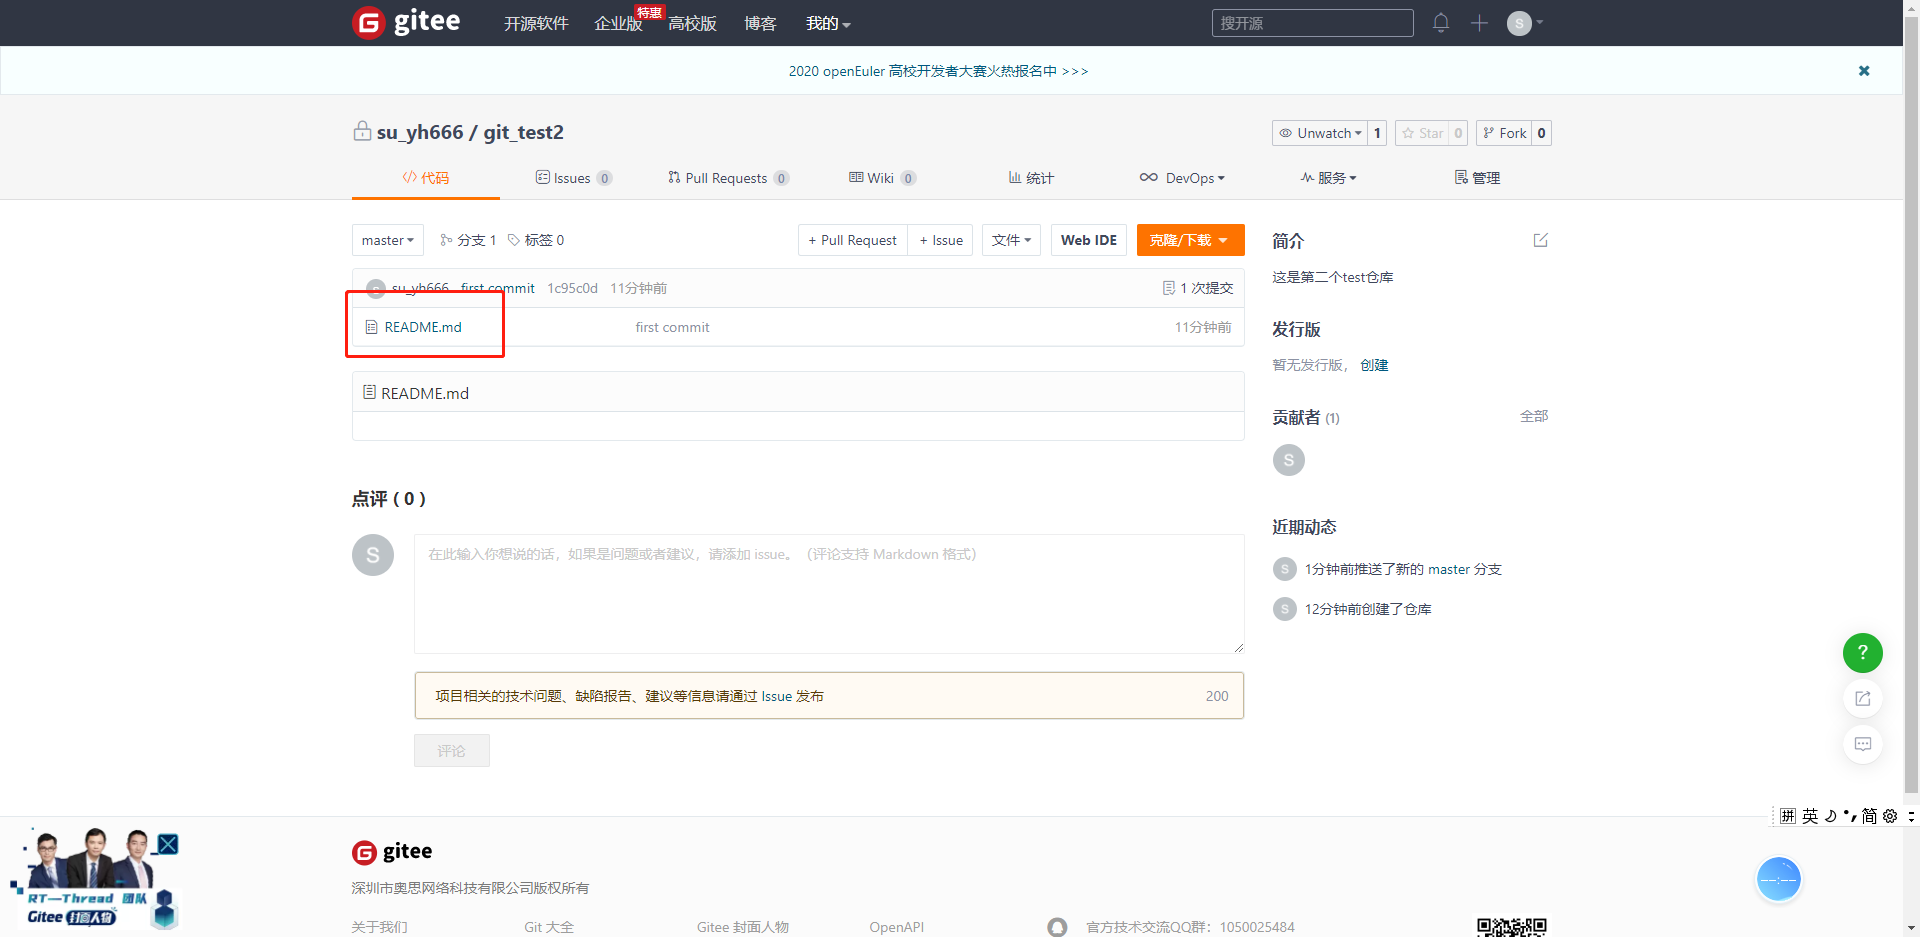 gitee 开源软件 企业版 特惠 高校版 博客 我的 搜开源 S
2020 openEuler 高校开发者大赛火热报名中 >>>
su_yh666 / git_test2 Unwatch 1 Star 0 Fork 0
代码 Issues 0 Pull Requests 0 Wiki 0 统计 DevOps 服务 管理
master 分支 1 标签 0 + Pull Request + Issue 文件 Web IDE 克隆/下载
su_yh666 first commit 1c95c0d 11分钟前 1 次提交
README.md first commit 11分钟前
README.md
简介
这是第二个test仓库
发行版
暂无发行版， 创建
贡献者 (1) 全部
S
近期动态
S 1分钟前推送了新的 master 分支
S 12分钟前创建了仓库
点评 ( 0 )
S
在此输入你想说的话，如果是问题或者建议，请添加 issue。（评论支持 Markdown 格式）
项目相关的技术问题、缺陷报告、建议等信息请通过 Issue 发布 200
评论
?
拼 英 简
RT—Thread 团队
Gitee 封面人物
gitee
深圳市奥思网络科技有限公司版权所有
关于我们 Git 大全 Gitee 封面人物 OpenAPI 官方技术交流QQ群：1050025484
--:--